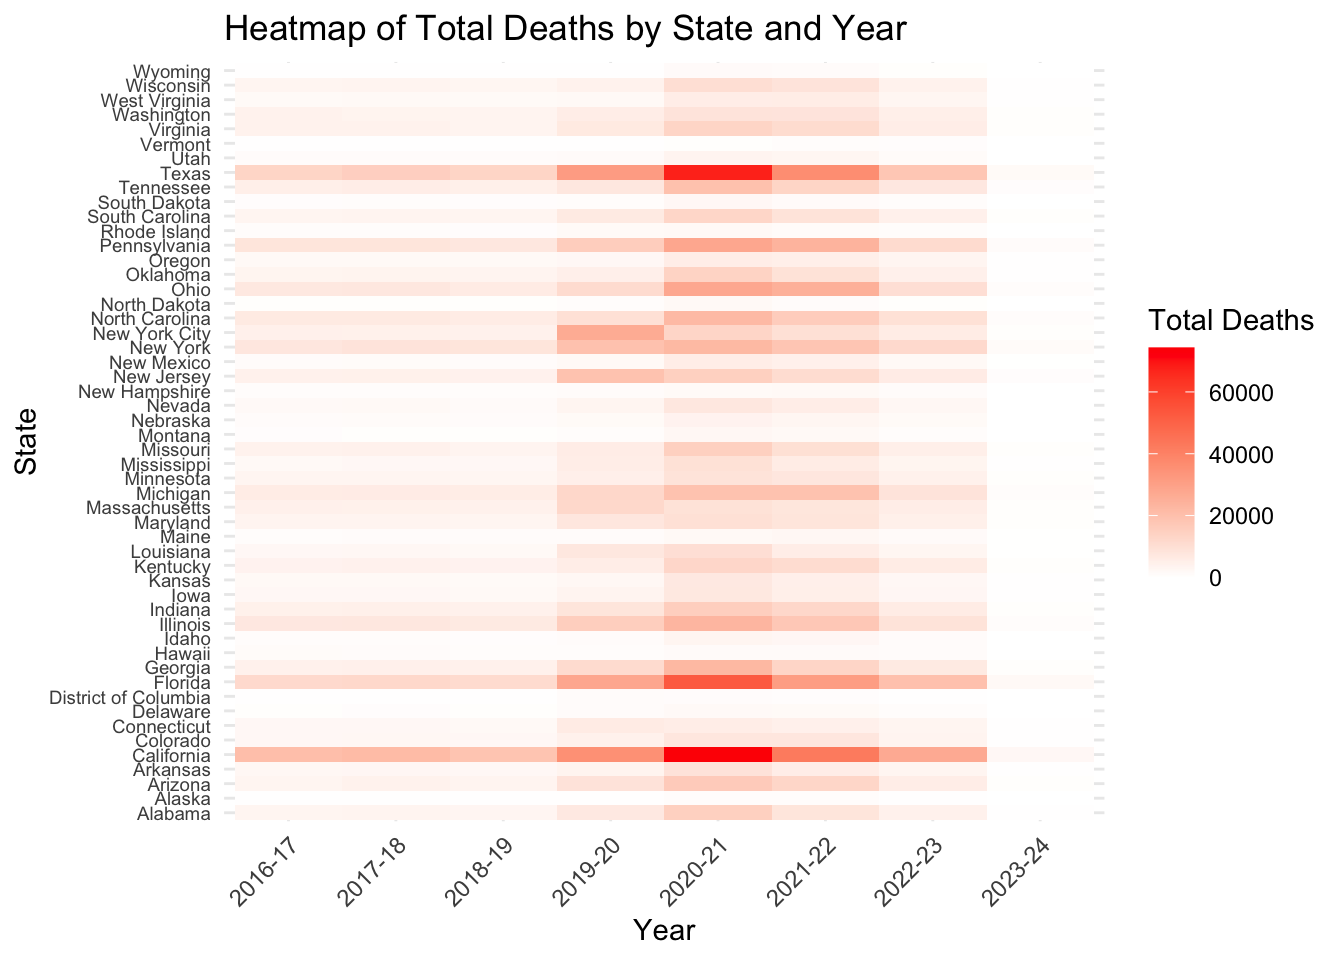 Heatmap of Total Deaths by State and Year
Wyoming
Wisconsin
West Virginia
Washington
Virginia
Vermont
Utah
Texas
Tennessee
South Dakota
South Carolina
Rhode Island
Pennsylvania
Oregon
Oklahoma
Ohio
North Dakota
North Carolina
New York City
New York
New Mexico
New Jersey
New Hampshire
Nevada
Nebraska
Montana
Missouri
Mississippi
Minnesota
Michigan
Massachusetts
Maryland
Maine
Louisiana
Kentucky
Kansas
Iowa
Indiana
Illinois
Idaho
Hawaii
Georgia
Florida
District of Columbia
Delaware
Connecticut
Colorado
California
Arkansas
Arizona
Alaska
Alabama
State
2016-17
2017-18
2018-19
2019-20
2020-21
2021-22
2022-23
2023-24
Year
Total Deaths
60000
40000
20000
0